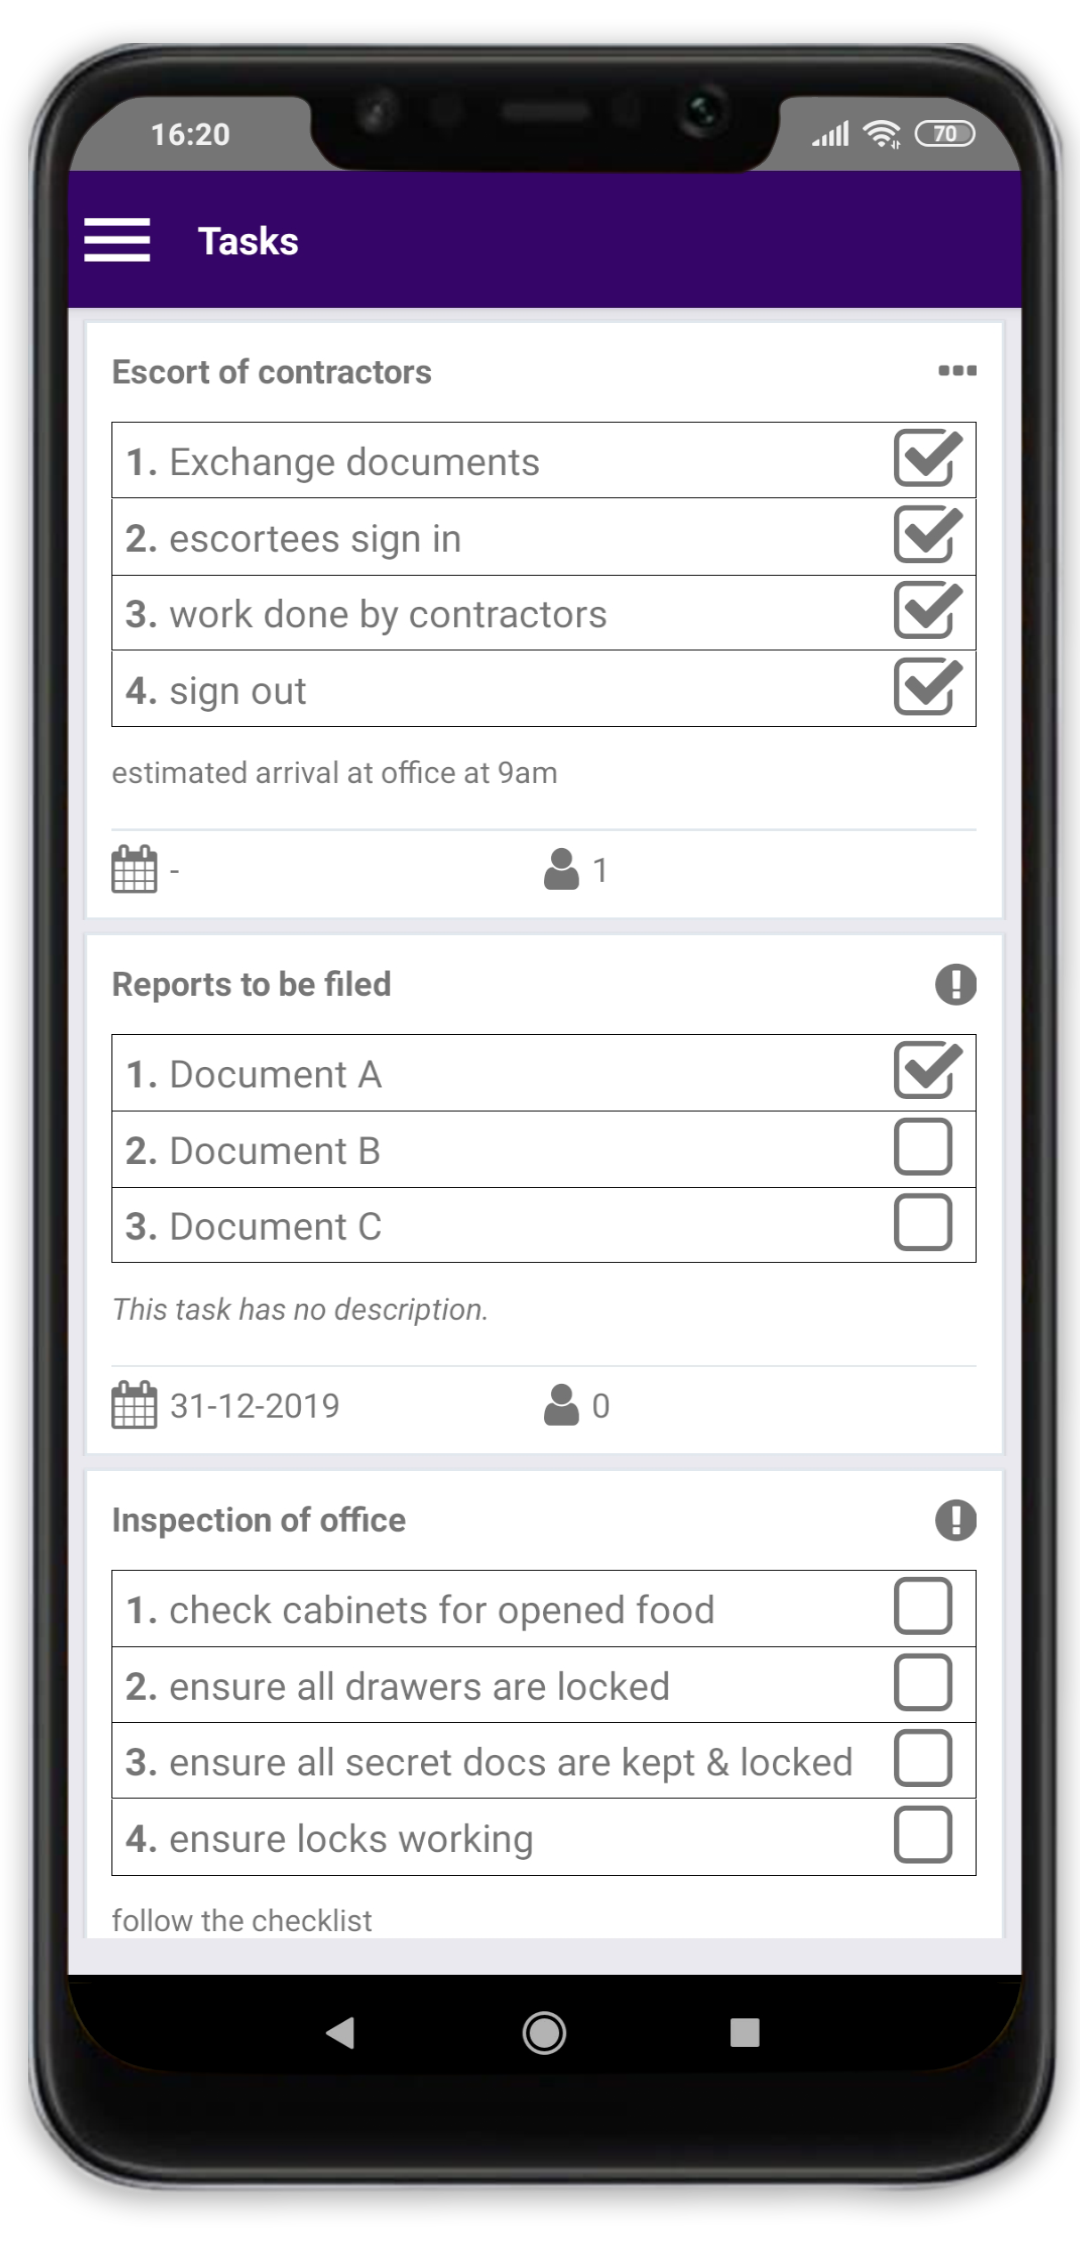 16:20
70
Tasks
Escort of contractors
1. Exchange documents
2. escortees sign in
3. work done by contractors
4. sign out
estimated arrival at office at 9am
- 1
Reports to be filed
1. Document A
2. Document B
3. Document C
This task has no description.
31-12-2019 0
Inspection of office
1. check cabinets for opened food
2. ensure all drawers are locked
3. ensure all secret docs are kept & locked
4. ensure locks working
follow the checklist